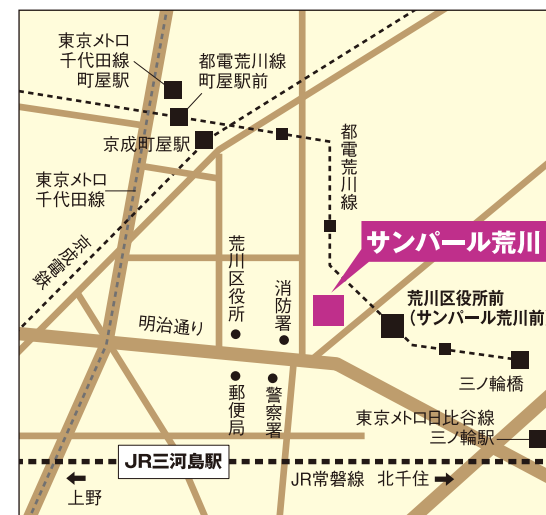 東京メトロ
千代田線
町屋駅
都電荒川線
町屋駅前
京成町屋駅
都電荒川線
東京メトロ
千代田線
京成電鉄
サンパール荒川
荒川区役所
消防署
荒川区役所前
(サンパール荒川前
明治通り
郵便局
警察署
三ノ輪橋
東京メトロ日比谷線
三ノ輪駅
JR三河島駅
JR常磐線 北千住
上野